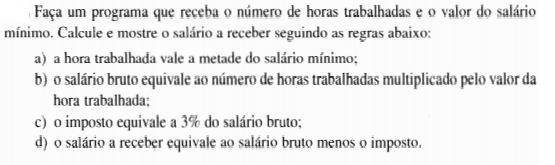 Faça um programa que receba o número de horas trabalhadas e o valor do salário
mínimo. Calcule e mostre o salário a receber seguindo as regras abaixo:
a) a hora trabalhada vale a metade do salário mínimo;
b) o salário bruto equivale ao número de horas trabalhadas multiplicado pelo valor da
hora trabalhada;
c) o imposto equivale a 3% do salário bruto;
d) o salário a receber equivale ao salário bruto menos o imposto.